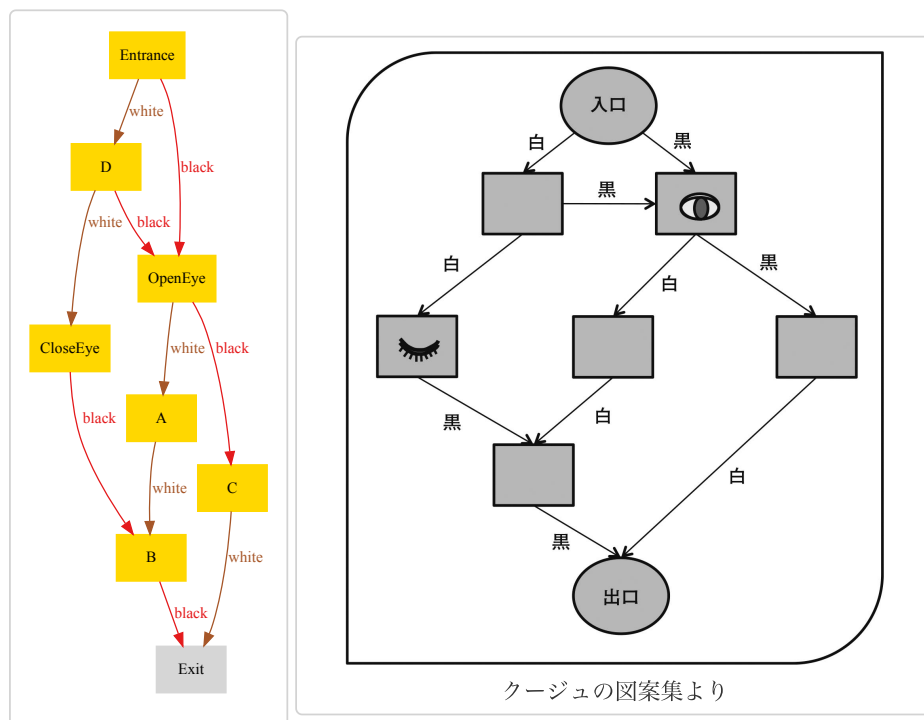 Entrance
white
black
D
white
black
OpenEye
CloseEye
white
black
black
A
C
white
B
white
black
Exit
入口
白
黒
黒
白
白
黒
黒
白
白
黒
出口
クージュの図案集より